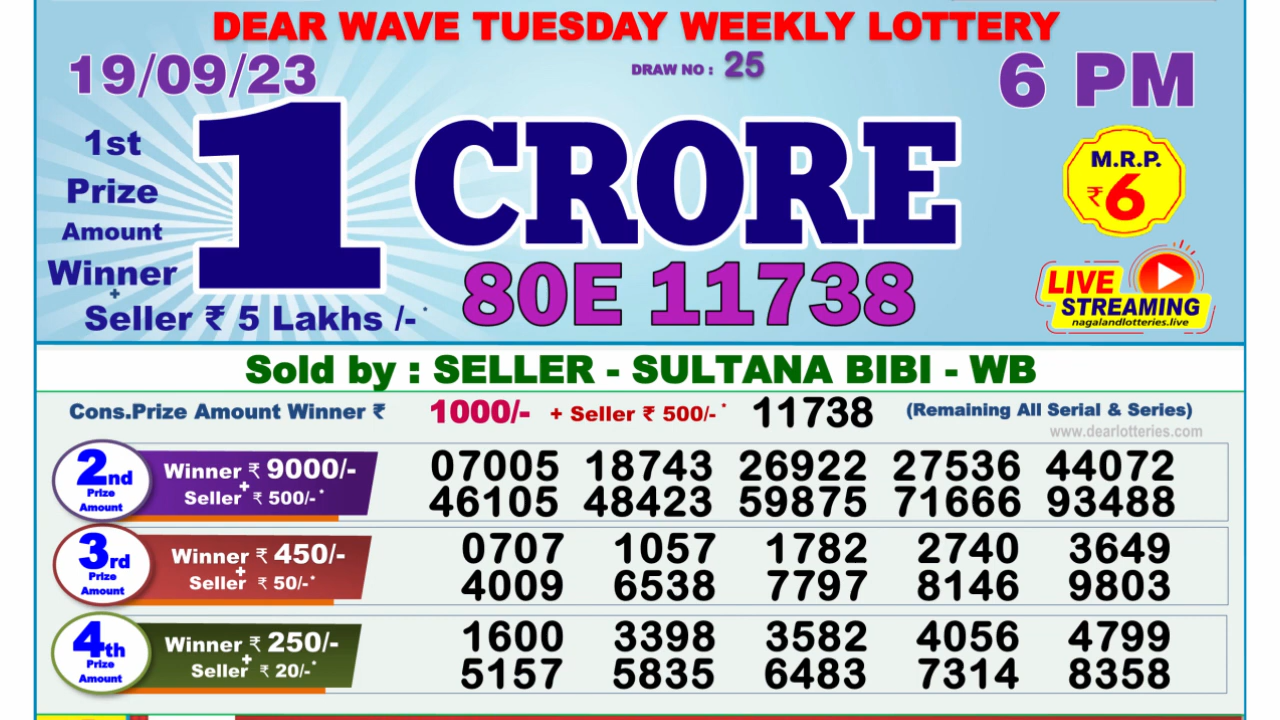 DEAR WAVE TUESDAY WEEKLY LOTTERY
19/09/23
DRAW NO : 25
6 PM
1st
Prize
Amount
Winner
+
Seller ₹ 5 Lakhs /-*
1 CRORE
80E 11738
M.R.P.
₹6
LIVE
STREAMING
nagalandlotteries.live
Sold by : SELLER - SULTANA BIBI - WB
Cons.Prize Amount Winner ₹ 1000/- + Seller ₹ 500/-* 11738 (Remaining All Serial & Series)
www.dearlotteries.com
2nd
Prize
Amount
Winner ₹ 9000/-
+
Seller ₹ 500/-*
07005 18743 26922 27536 44072
46105 48423 59875 71666 93488
3rd
Prize
Amount
Winner ₹ 450/-
+
Seller ₹ 50/-*
0707 1057 1782 2740 3649
4009 6538 7797 8146 9803
4th
Prize
Amount
Winner ₹ 250/-
+
Seller ₹ 20/-*
1600 3398 3582 4056 4799
5157 5835 6483 7314 8358